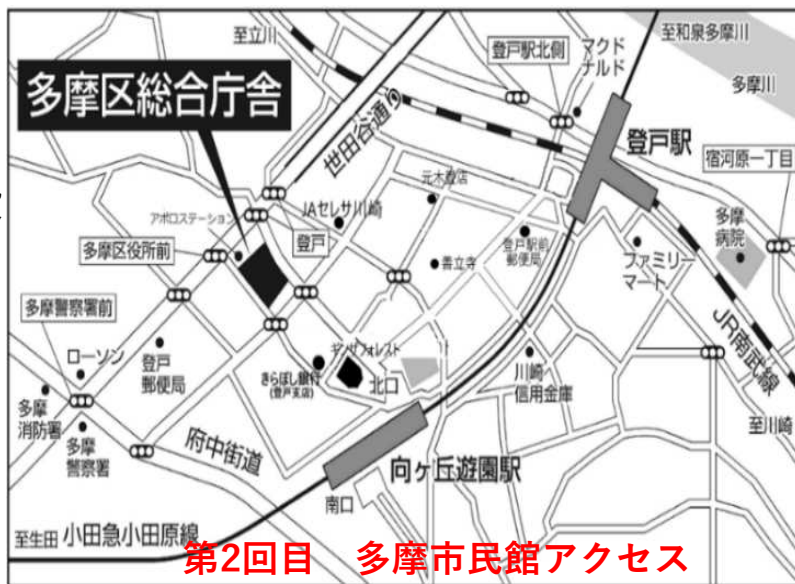 至立川
マクド
ナルド
至和泉多摩川
登戸駅北側
多摩川
多摩区総合庁舎
世田谷通り
登戸駅
宿河原一丁目
元木書店
アポロステーション
JAセレサ川崎
多摩
病院
登戸
多摩区役所前
登戸駅前
郵便局
善立寺
ファミリー
マート
多摩警察署前
JR南武線
ローソン
登戸
郵便局
きらぼし銀行
(登戸支店)
北口
川崎
信用金庫
多摩
消防署
多摩
警察署
府中街道
至川崎
向ヶ丘遊園駅
南口
至生田 小田急小田原線
第2回目 多摩市民館アクセス